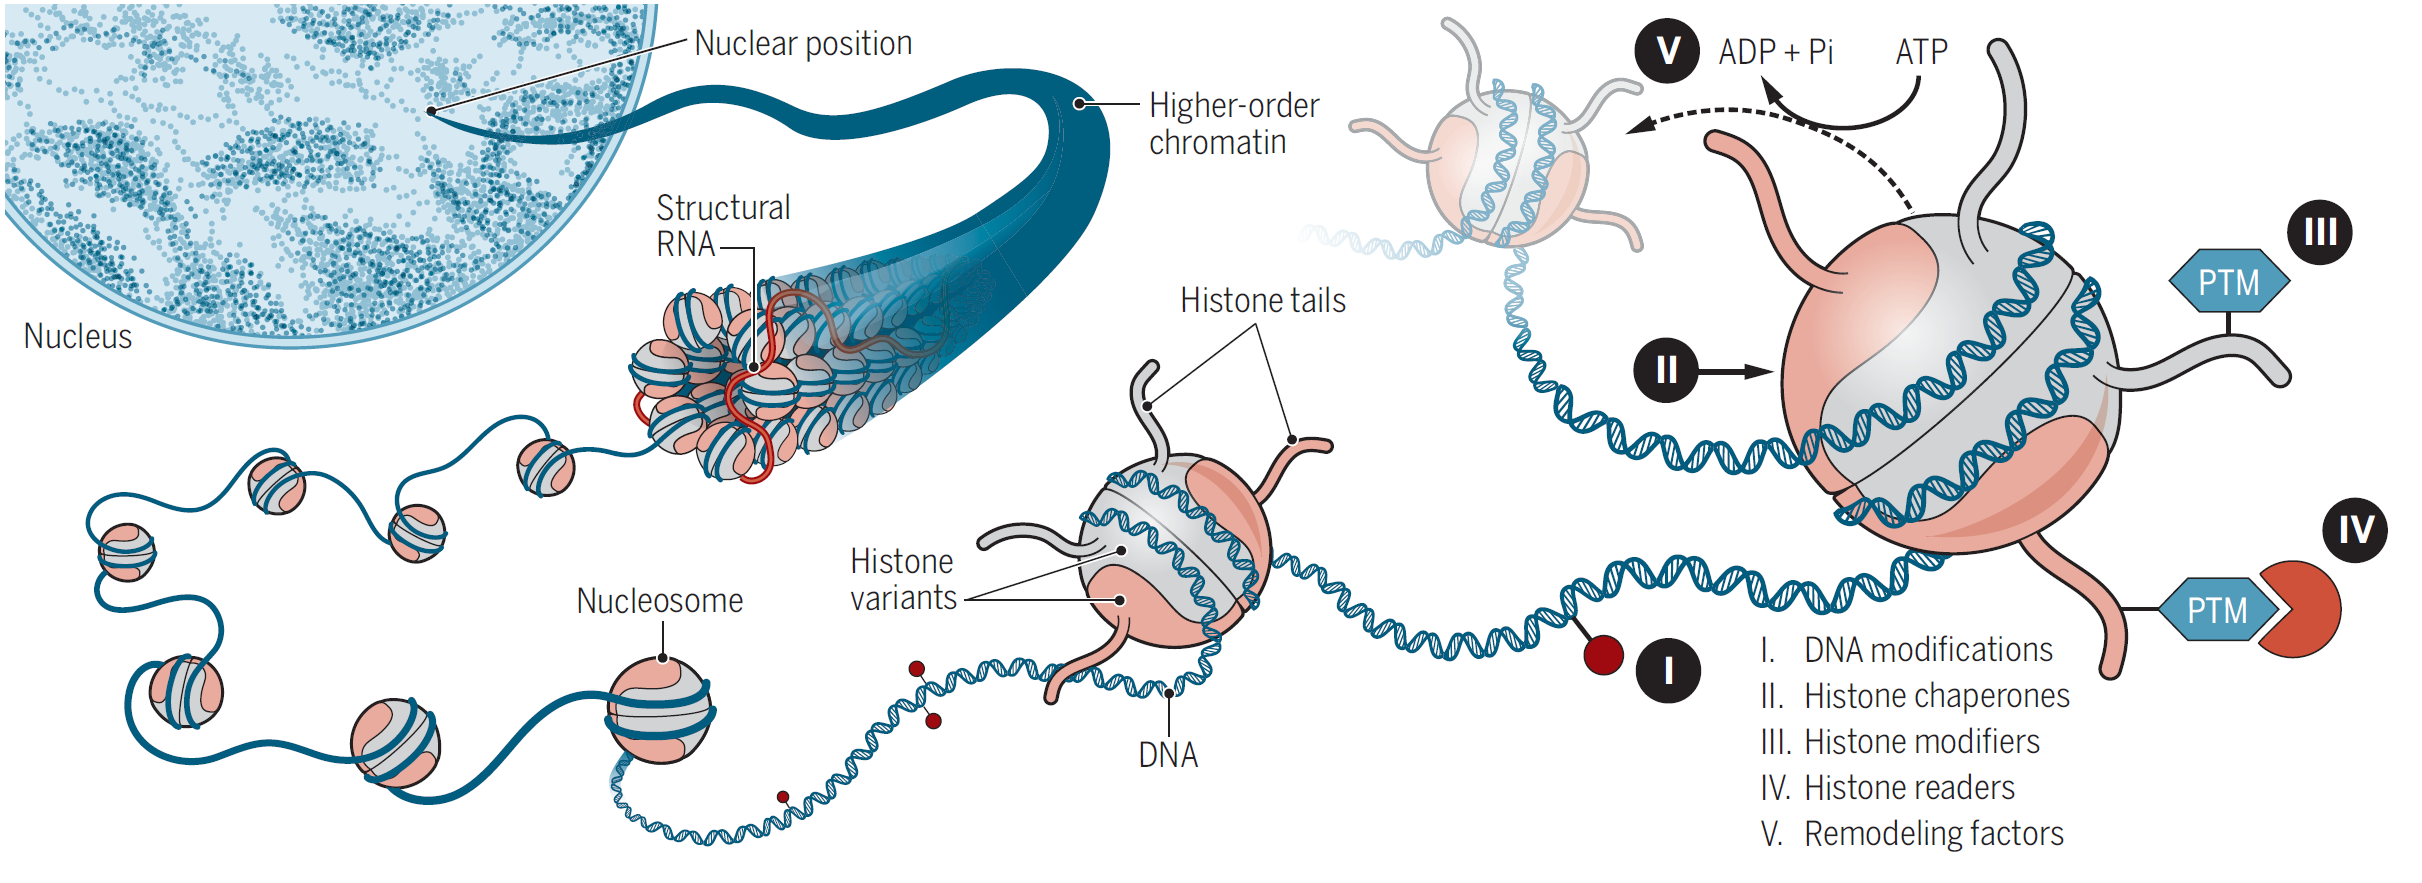 Nuclear position
V
ADP + Pi
ATP
Higher-order
chromatin
Structural
RNA
III
PTM
Histone tails
Nucleus
II
IV
Histone
variants
Nucleosome
PTM
I
DNA
I. DNA modifications
II. Histone chaperones
III. Histone modifiers
IV. Histone readers
V. Remodeling factors